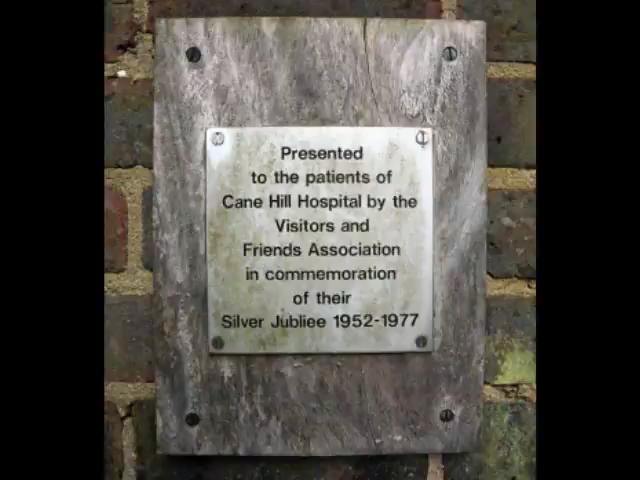 Presented
to the patients of
Cane Hill Hospital by the
Visitors and
Friends Association
in commemoration
of their
Silver Jubliee 1952-1977